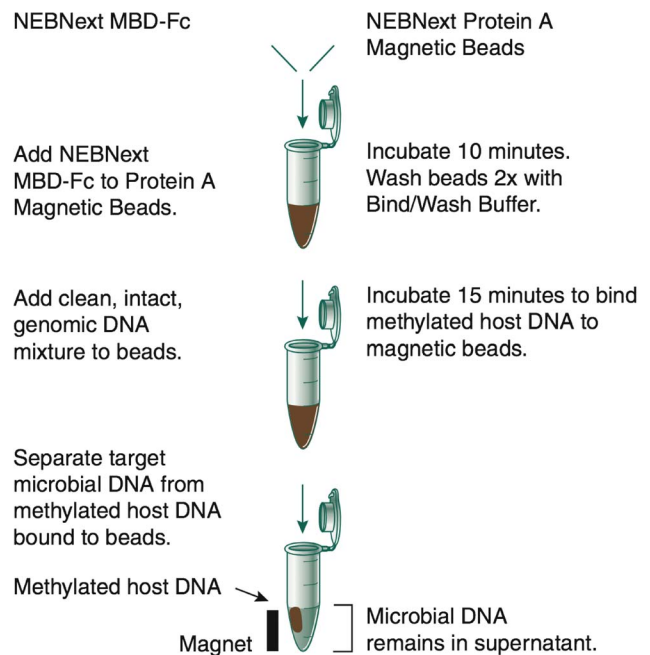 NEBNext MBD-Fc
NEBNext Protein A
Magnetic Beads
Add NEBNext
MBD-Fc to Protein A
Magnetic Beads.
Incubate 10 minutes.
Wash beads 2x with
Bind/Wash Buffer.
Add clean, intact,
genomic DNA
mixture to beads.
Incubate 15 minutes to bind
methylated host DNA to
magnetic beads.
Separate target
microbial DNA from
methylated host DNA
bound to beads.
Methylated host DNA
Magnet
Microbial DNA
remains in supernatant.